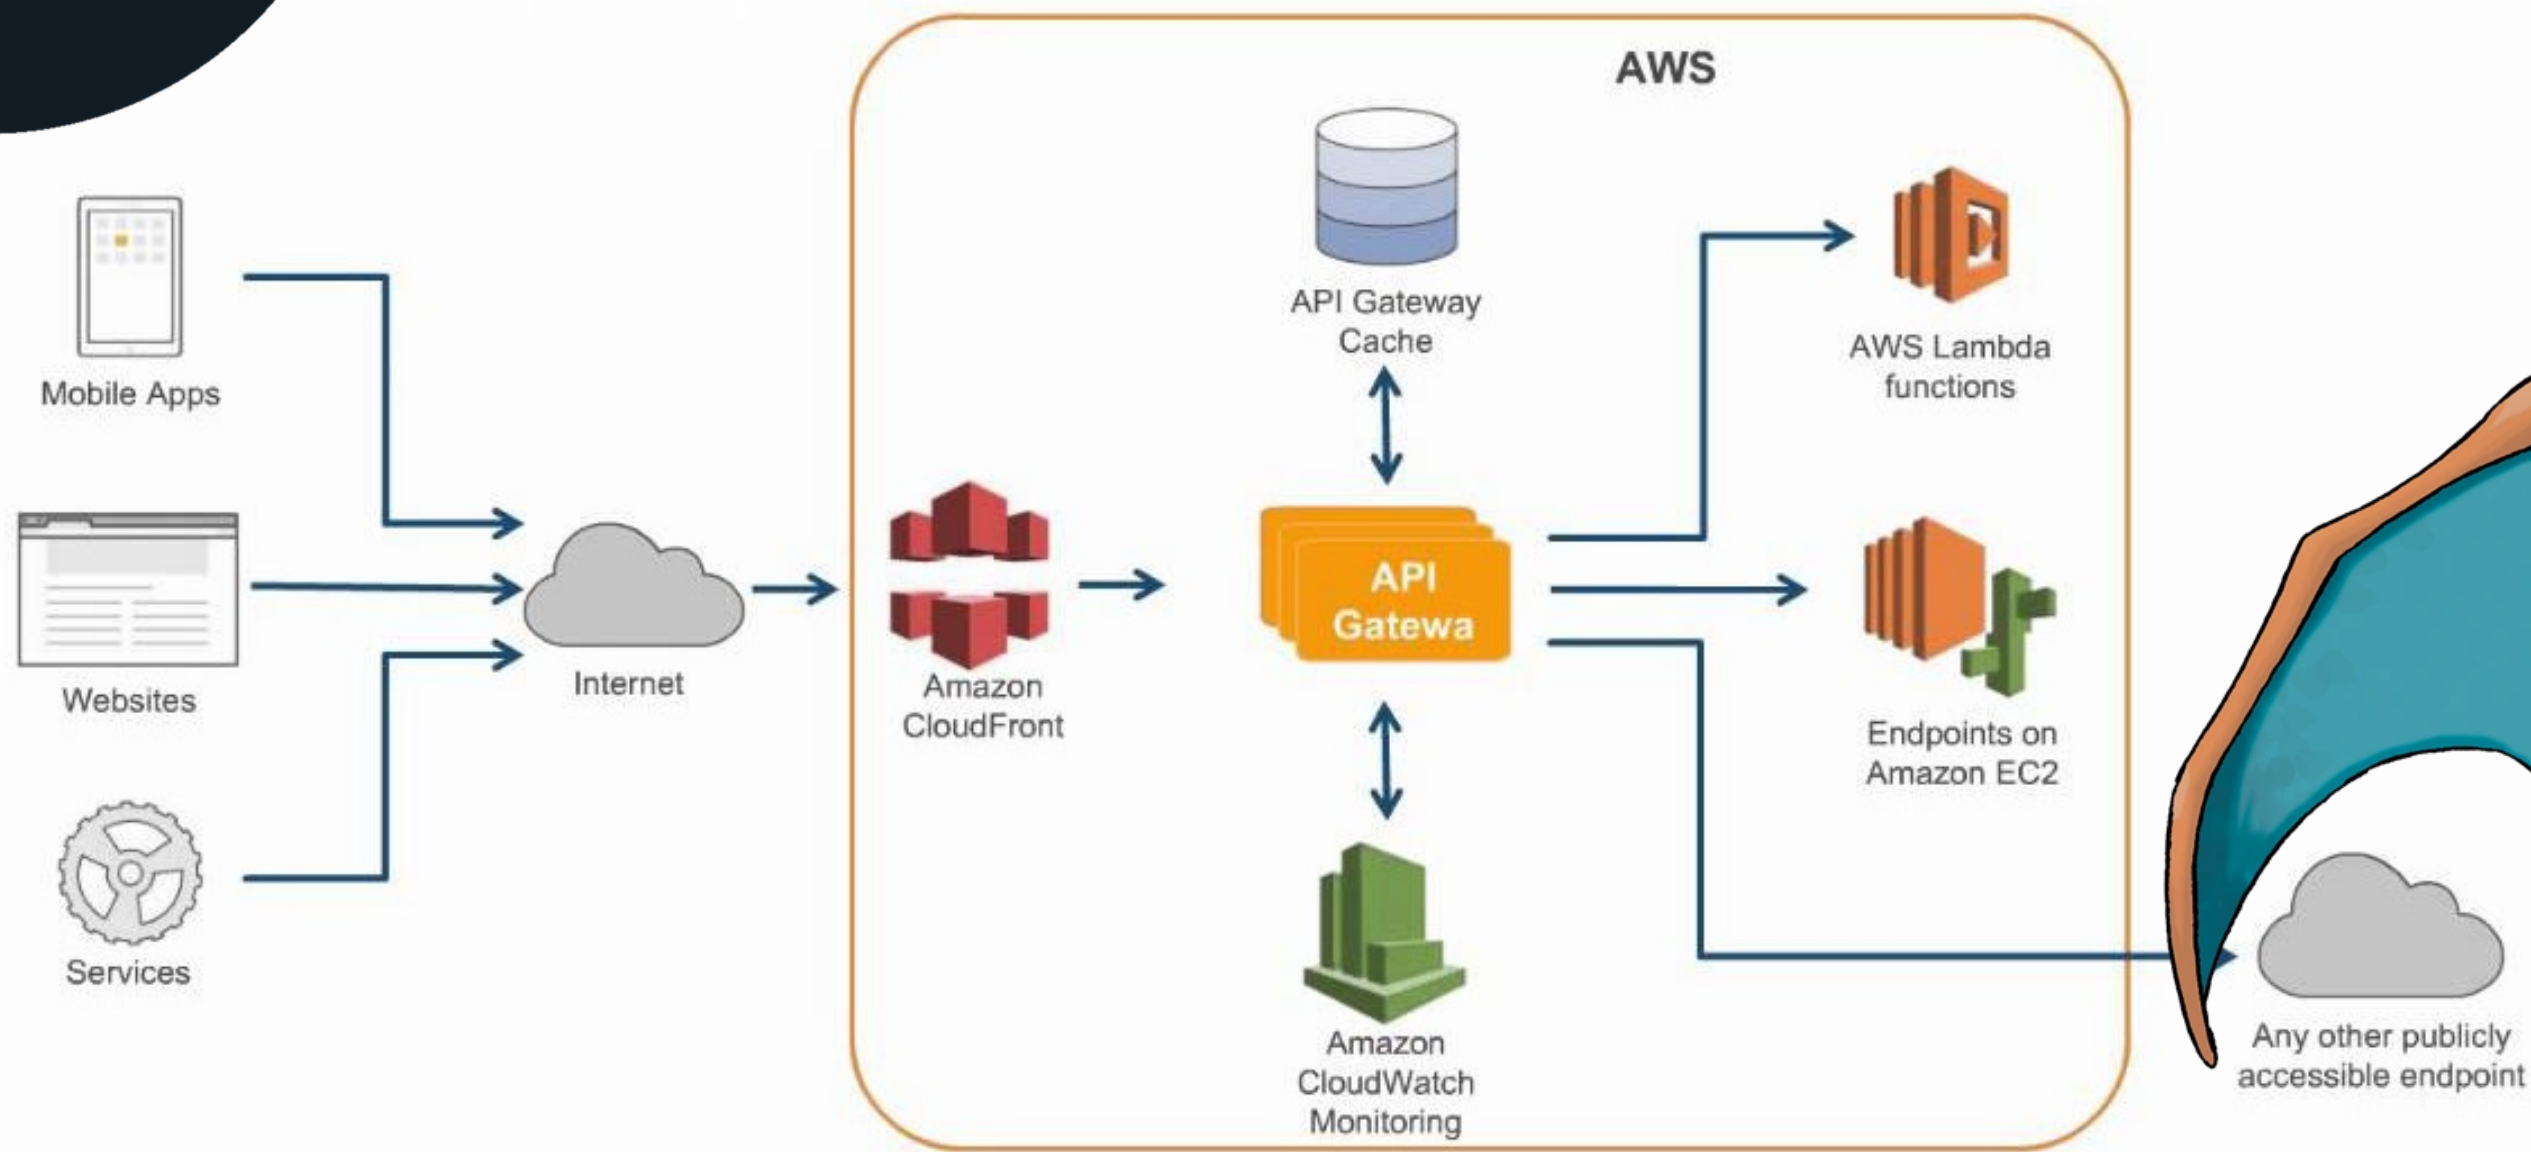 AWS
Mobile Apps
Websites
Services
Internet
Amazon
CloudFront
API Gateway
Cache
API
Gatewa
Amazon
CloudWatch
Monitoring
AWS Lambda
functions
Endpoints on
Amazon EC2
Any other publicly
accessible endpoint